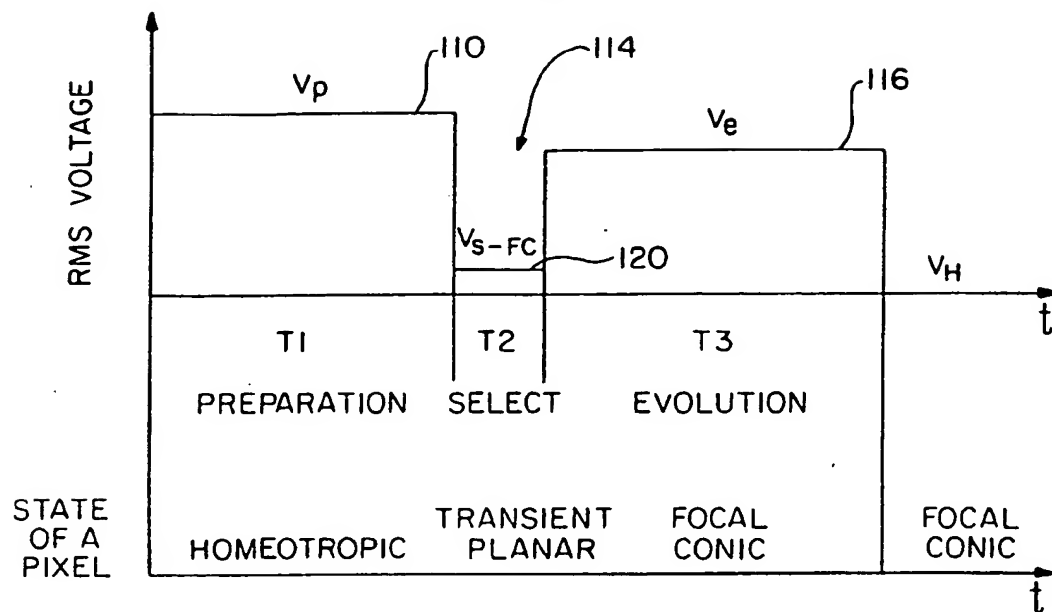 110
114
116
Vp
Ve
RMS VOLTAGE
VS-FC
120
VH
t
T1
T2
T3
PREPARATION
SELECT
EVOLUTION
STATE
OF A
PIXEL
HOMEOTROPIC
TRANSIENT
PLANAR
FOCAL
CONIC
FOCAL
CONIC
t